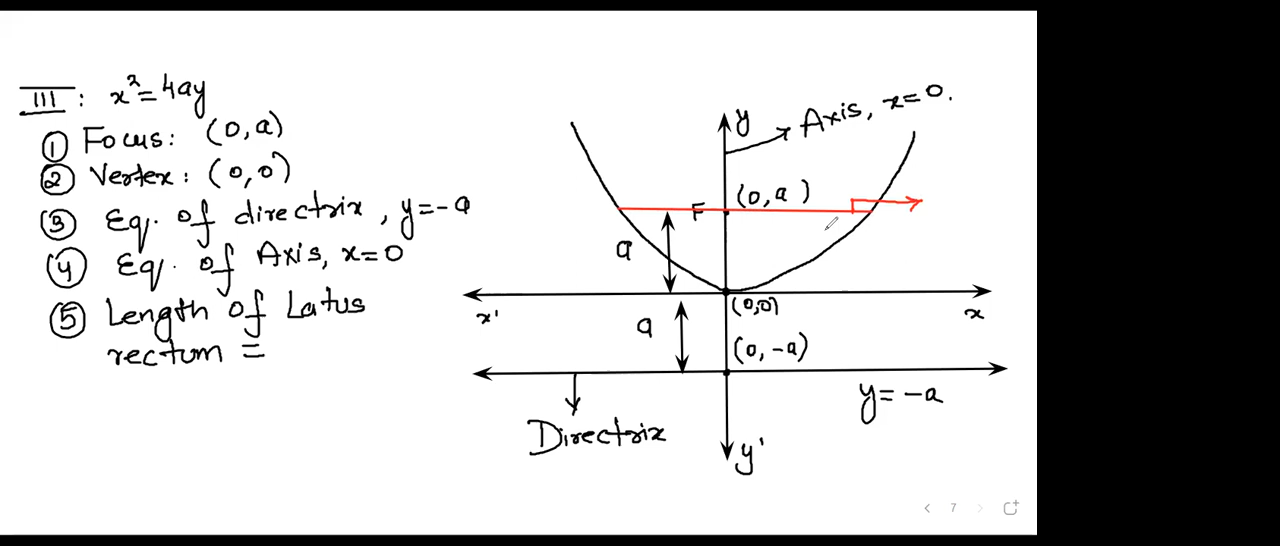 III : x²=4ay
① Focus: (0,a)
② Vertex: (0,0)
③ Eq. of directrix, y=-a
④ Eq. of Axis, x=0
⑤ Length of Latus
rectum =
y
Axis, x=0.
F
(0,a)
a
x'
(0,0)
x
a
(0,-a)
y=-a
Directrix
y'
< 7 >